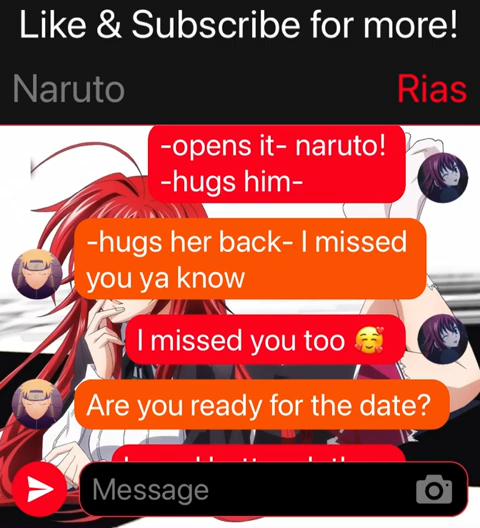 Like & Subscribe for more!
Naruto
Rias
-opens it- naruto!
-hugs him-
-hugs her back- I missed
you ya know
I missed you too 🥰
Are you ready for the date?
Message